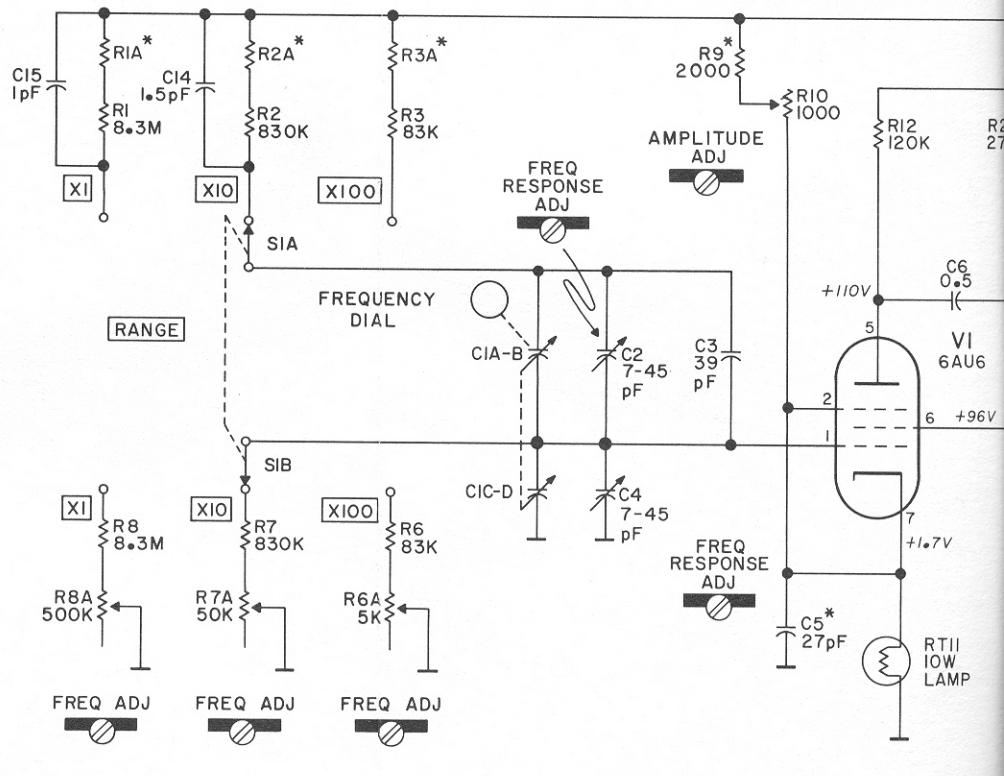 C15
1pF
R1A*
R1
8.3M
X1
C14
1.5pF
R2A*
R2
830K
X10
R3A*
R3
83K
X100
S1A
R9*
2000
R10
1000
AMPLITUDE
ADJ
FREQ
RESPONSE
ADJ
R12
120K
27
FREQUENCY
DIAL
RANGE
C1A-B
C2
7-45
pF
C3
39
pF
+110V
C6
0.5
V1
6AU6
5
2
1
6
+96V
7
+1.7V
S1B
X1
R8
8.3M
R8A
500K
FREQ ADJ
X10
R7
830K
R7A
50K
FREQ ADJ
X100
R6
83K
R6A
5K
FREQ ADJ
C1C-D
C4
7-45
pF
FREQ
RESPONSE
ADJ
C5*
27pF
RT11
10W
LAMP